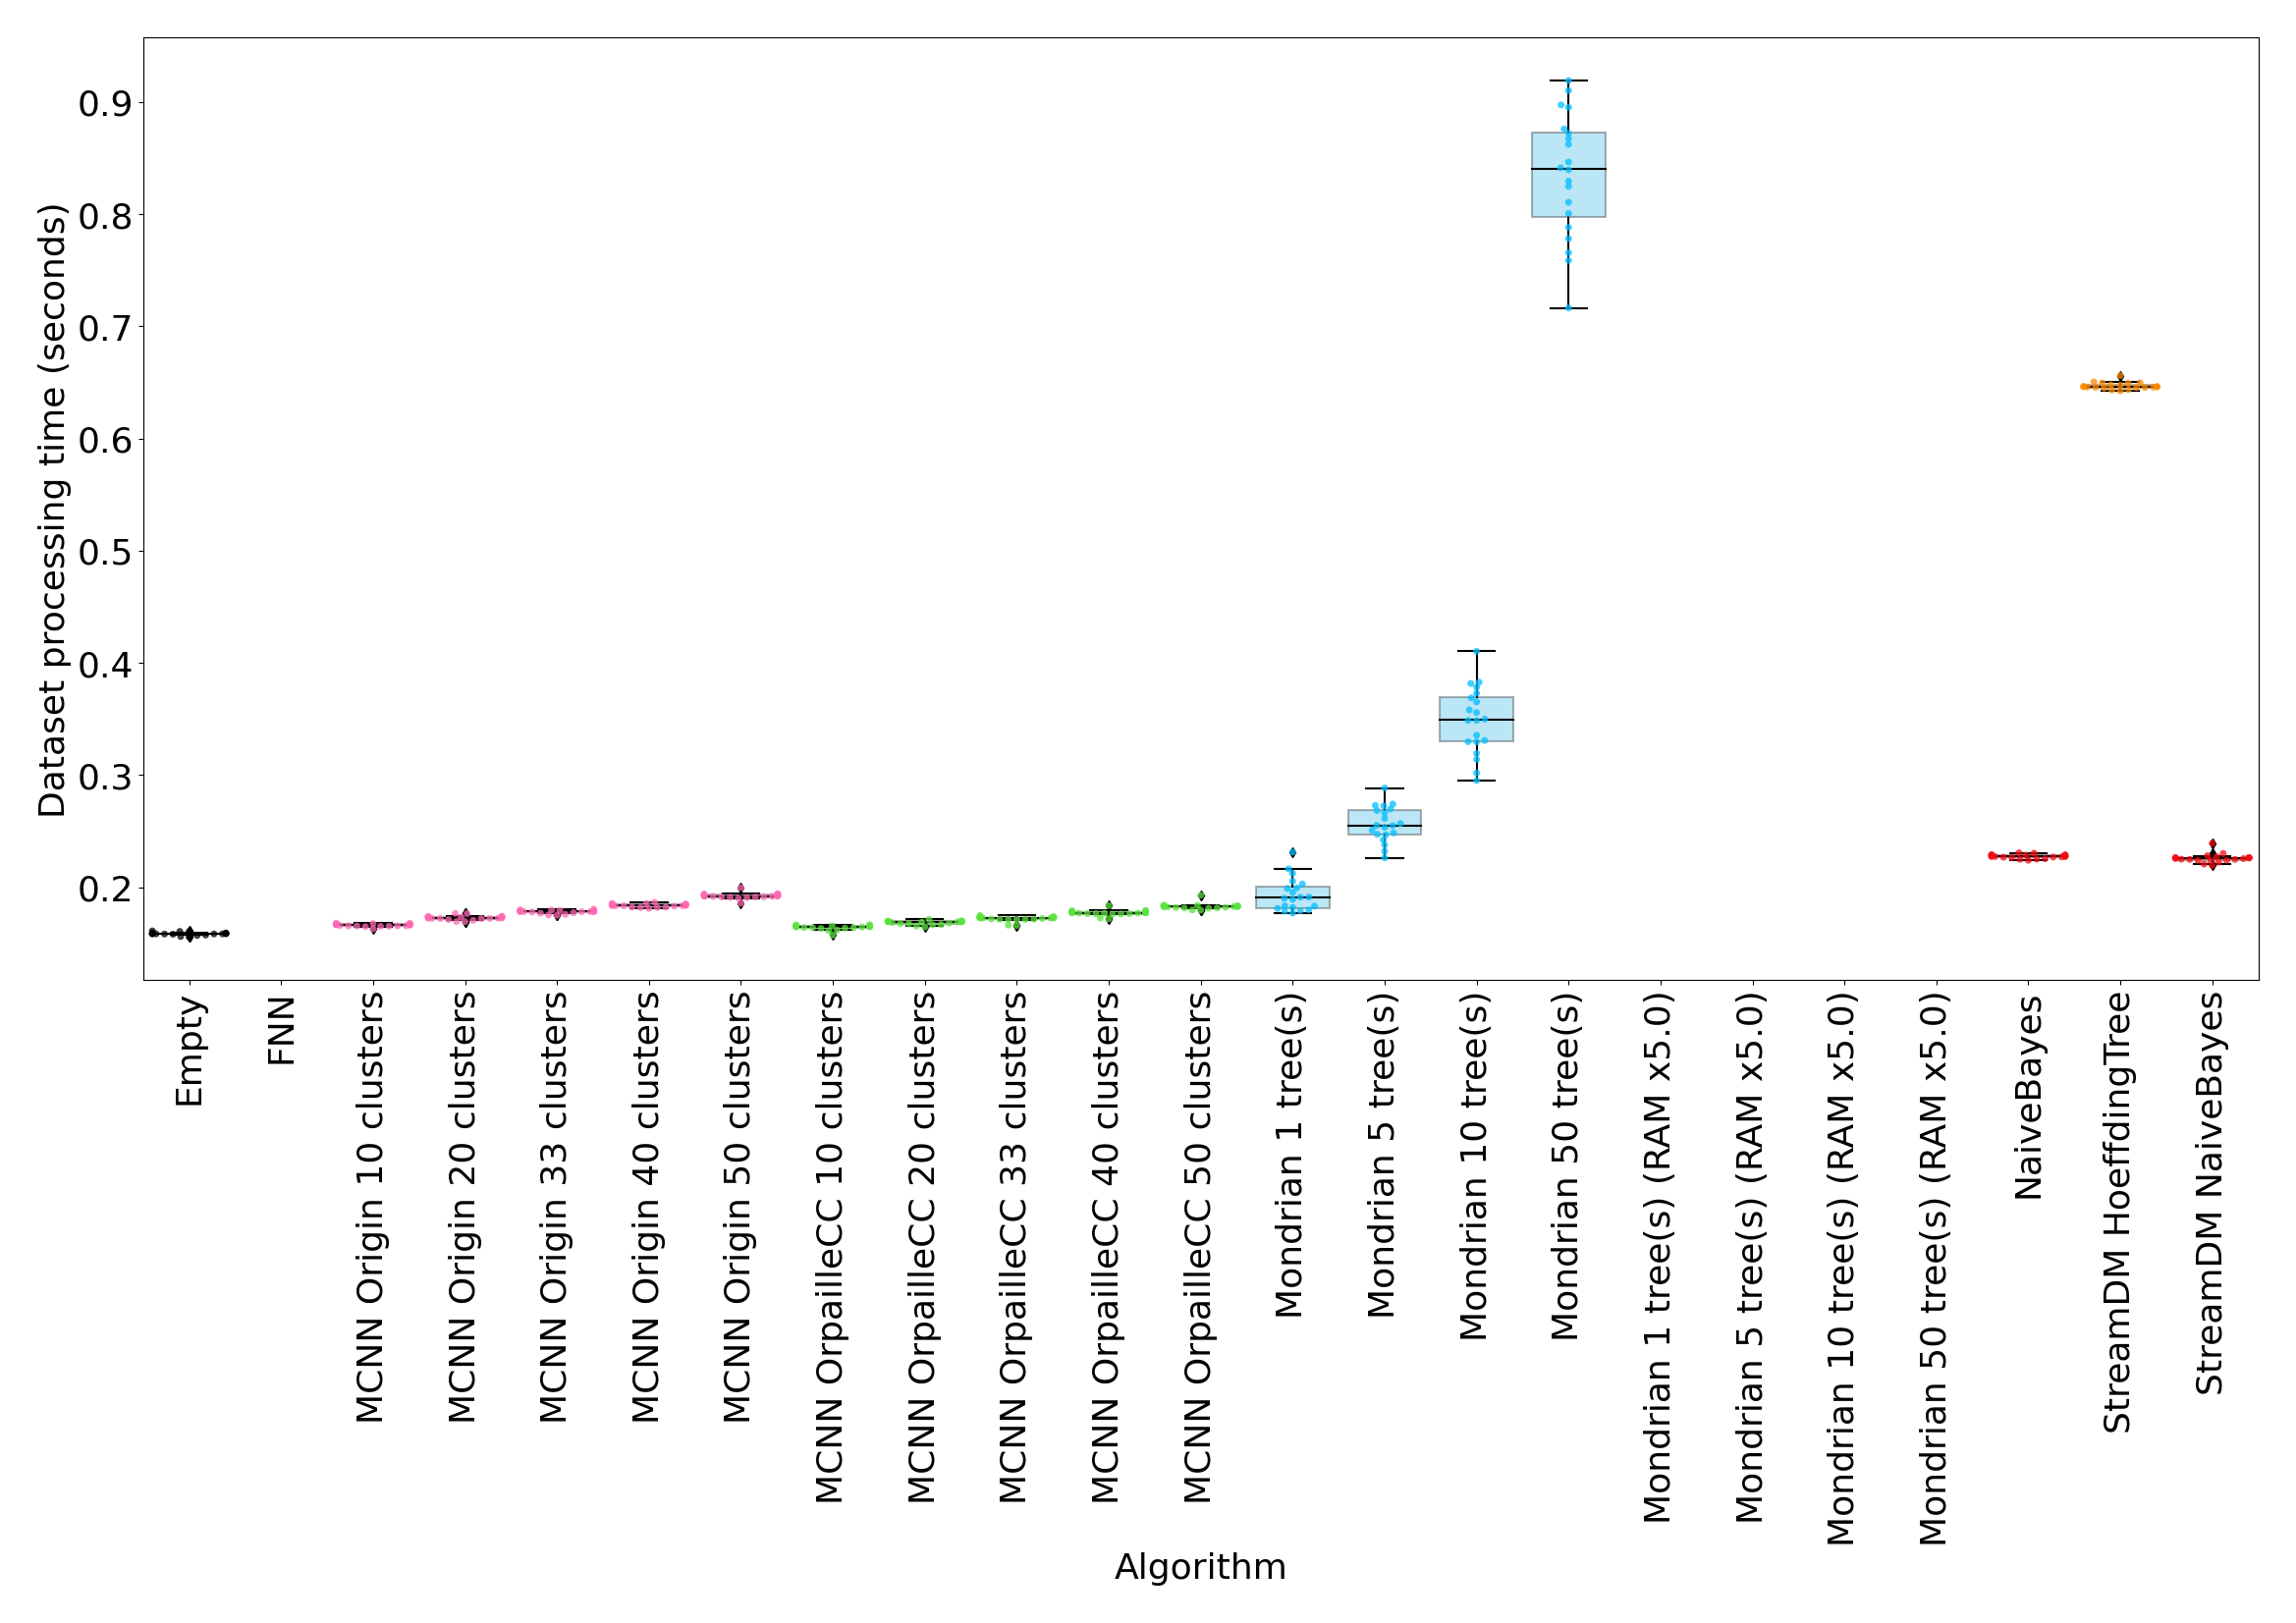 Dataset processing time (seconds)
0.9
0.8
0.7
0.6
0.5
0.4
0.3
0.2
Empty
FNN
MCNN Origin 10 clusters
MCNN Origin 20 clusters
MCNN Origin 33 clusters
MCNN Origin 40 clusters
MCNN Origin 50 clusters
MCNN OrpailleCC 10 clusters
MCNN OrpailleCC 20 clusters
MCNN OrpailleCC 33 clusters
MCNN OrpailleCC 40 clusters
MCNN OrpailleCC 50 clusters
Mondrian 1 tree(s)
Mondrian 5 tree(s)
Mondrian 10 tree(s)
Mondrian 50 tree(s)
Mondrian 1 tree(s) (RAM x5.0)
Mondrian 5 tree(s) (RAM x5.0)
Mondrian 10 tree(s) (RAM x5.0)
Mondrian 50 tree(s) (RAM x5.0)
NaiveBayes
StreamDM HoeffdingTree
StreamDM NaiveBayes
Algorithm